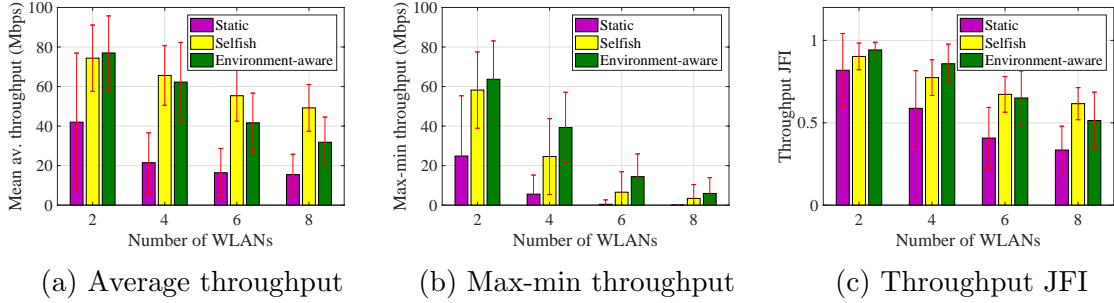 Mean av. throughput (Mbps)
100
80
60
40
20
0
Static
Selfish
Environment-aware
2
4
6
8
Number of WLANs
(a) Average throughput
Max-min throughput (Mbps)
100
80
60
40
20
0
Static
Selfish
Environment-aware
2
4
6
8
Number of WLANs
(b) Max-min throughput
Throughput JFI
1
0.5
0
Static
Selfish
Environment-aware
2
4
6
8
Number of WLANs
(c) Throughput JFI